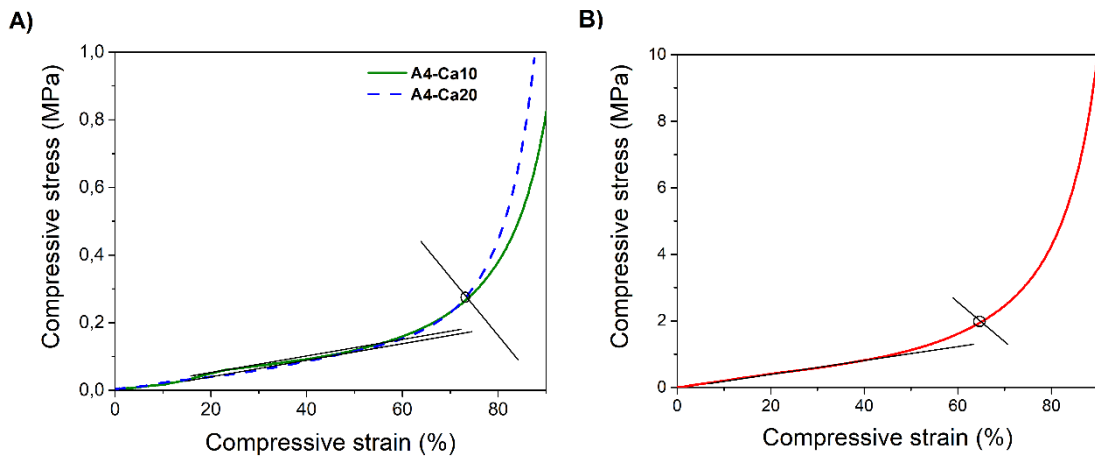 A)
Compressive stress (MPa)
1,0
0,8
0,6
0,4
0,2
0,0
A4-Ca10
A4-Ca20
0
20
40
60
80
Compressive strain (%)
B)
Compressive stress (MPa)
10
8
6
4
2
0
0
20
40
60
80
Compressive strain (%)